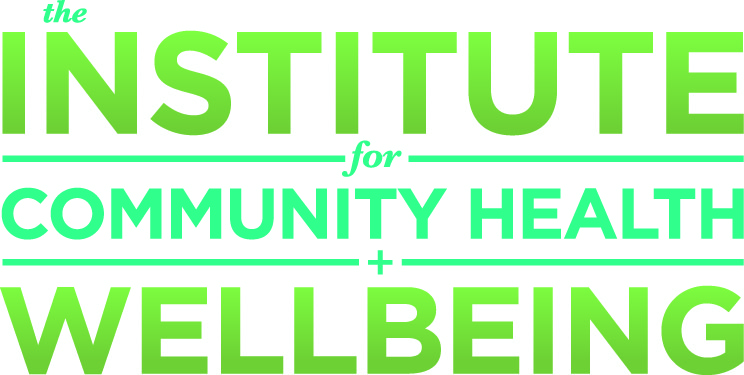 the
INSTITUTE
for
COMMUNITY HEALTH
+
WELLBEING